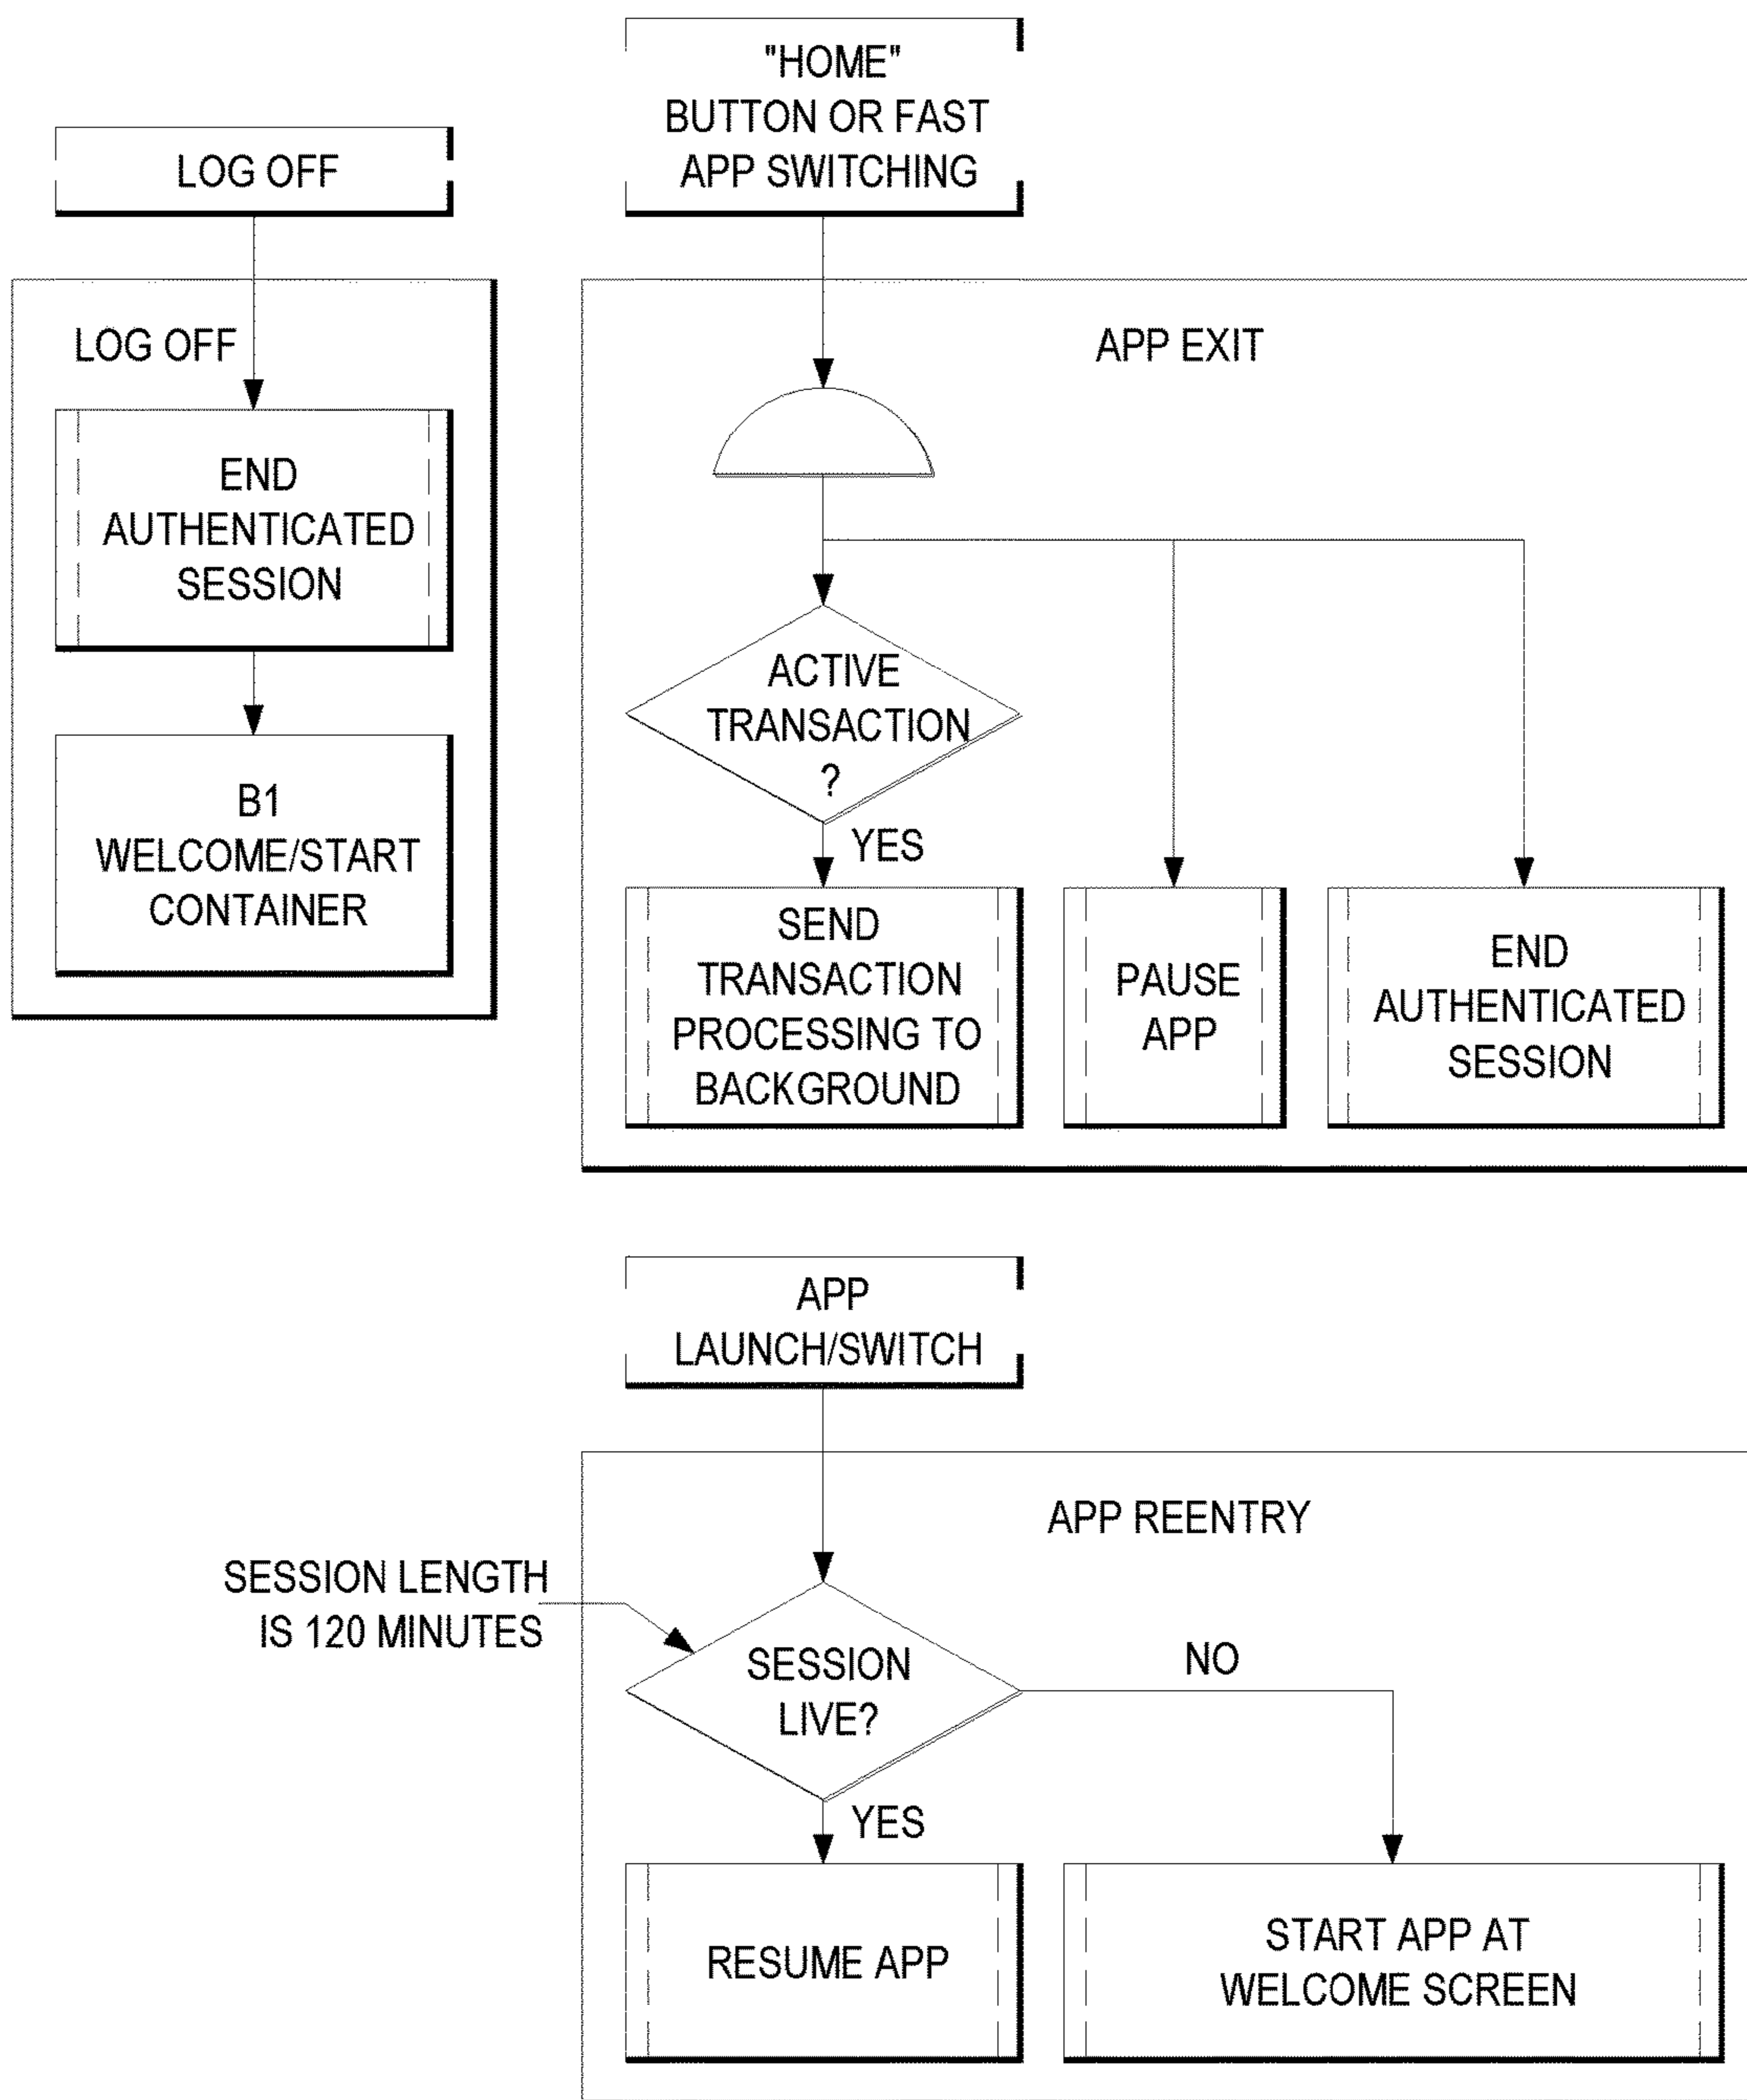 "HOME"
BUTTON OR FAST
APP SWITCHING
LOG OFF
LOG OFF
END
AUTHENTICATED
SESSION
B1
WELCOME/START
CONTAINER
APP EXIT
ACTIVE
TRANSACTION
?
YES
SEND
TRANSACTION
PROCESSING TO
BACKGROUND
PAUSE
APP
END
AUTHENTICATED
SESSION
APP
LAUNCH/SWITCH
APP REENTRY
SESSION LENGTH
IS 120 MINUTES
SESSION
LIVE?
NO
YES
RESUME APP
START APP AT
WELCOME SCREEN